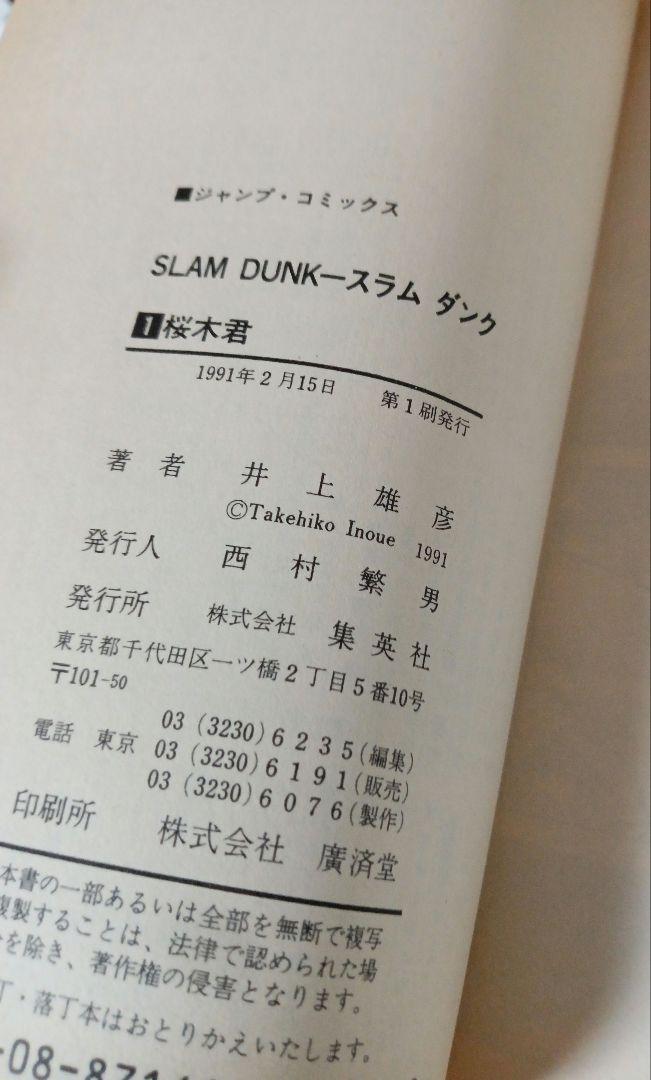 ■ジャンプ・コミックス
SLAM DUNK—スラム ダンク
1桜木君
1991年2月15日 第1刷発行
著者 井上雄彦
©Takehiko Inoue 1991
発行人 西村繁男
発行所 株式会社 集英社
東京都千代田区一ツ橋2丁目5番10号
〒101-50
03 (3230) 6235 (編集)
電話 東京 03 (3230) 6191 (販売)
03 (3230) 6076 (製作)
印刷所 株式会社 廣済堂
本書の一部あるいは全部を無断で複写
複製することは、法律で認められた場
を除き、著作権の侵害となります。
丁・落丁本はおとりかえいたします。
-08-871